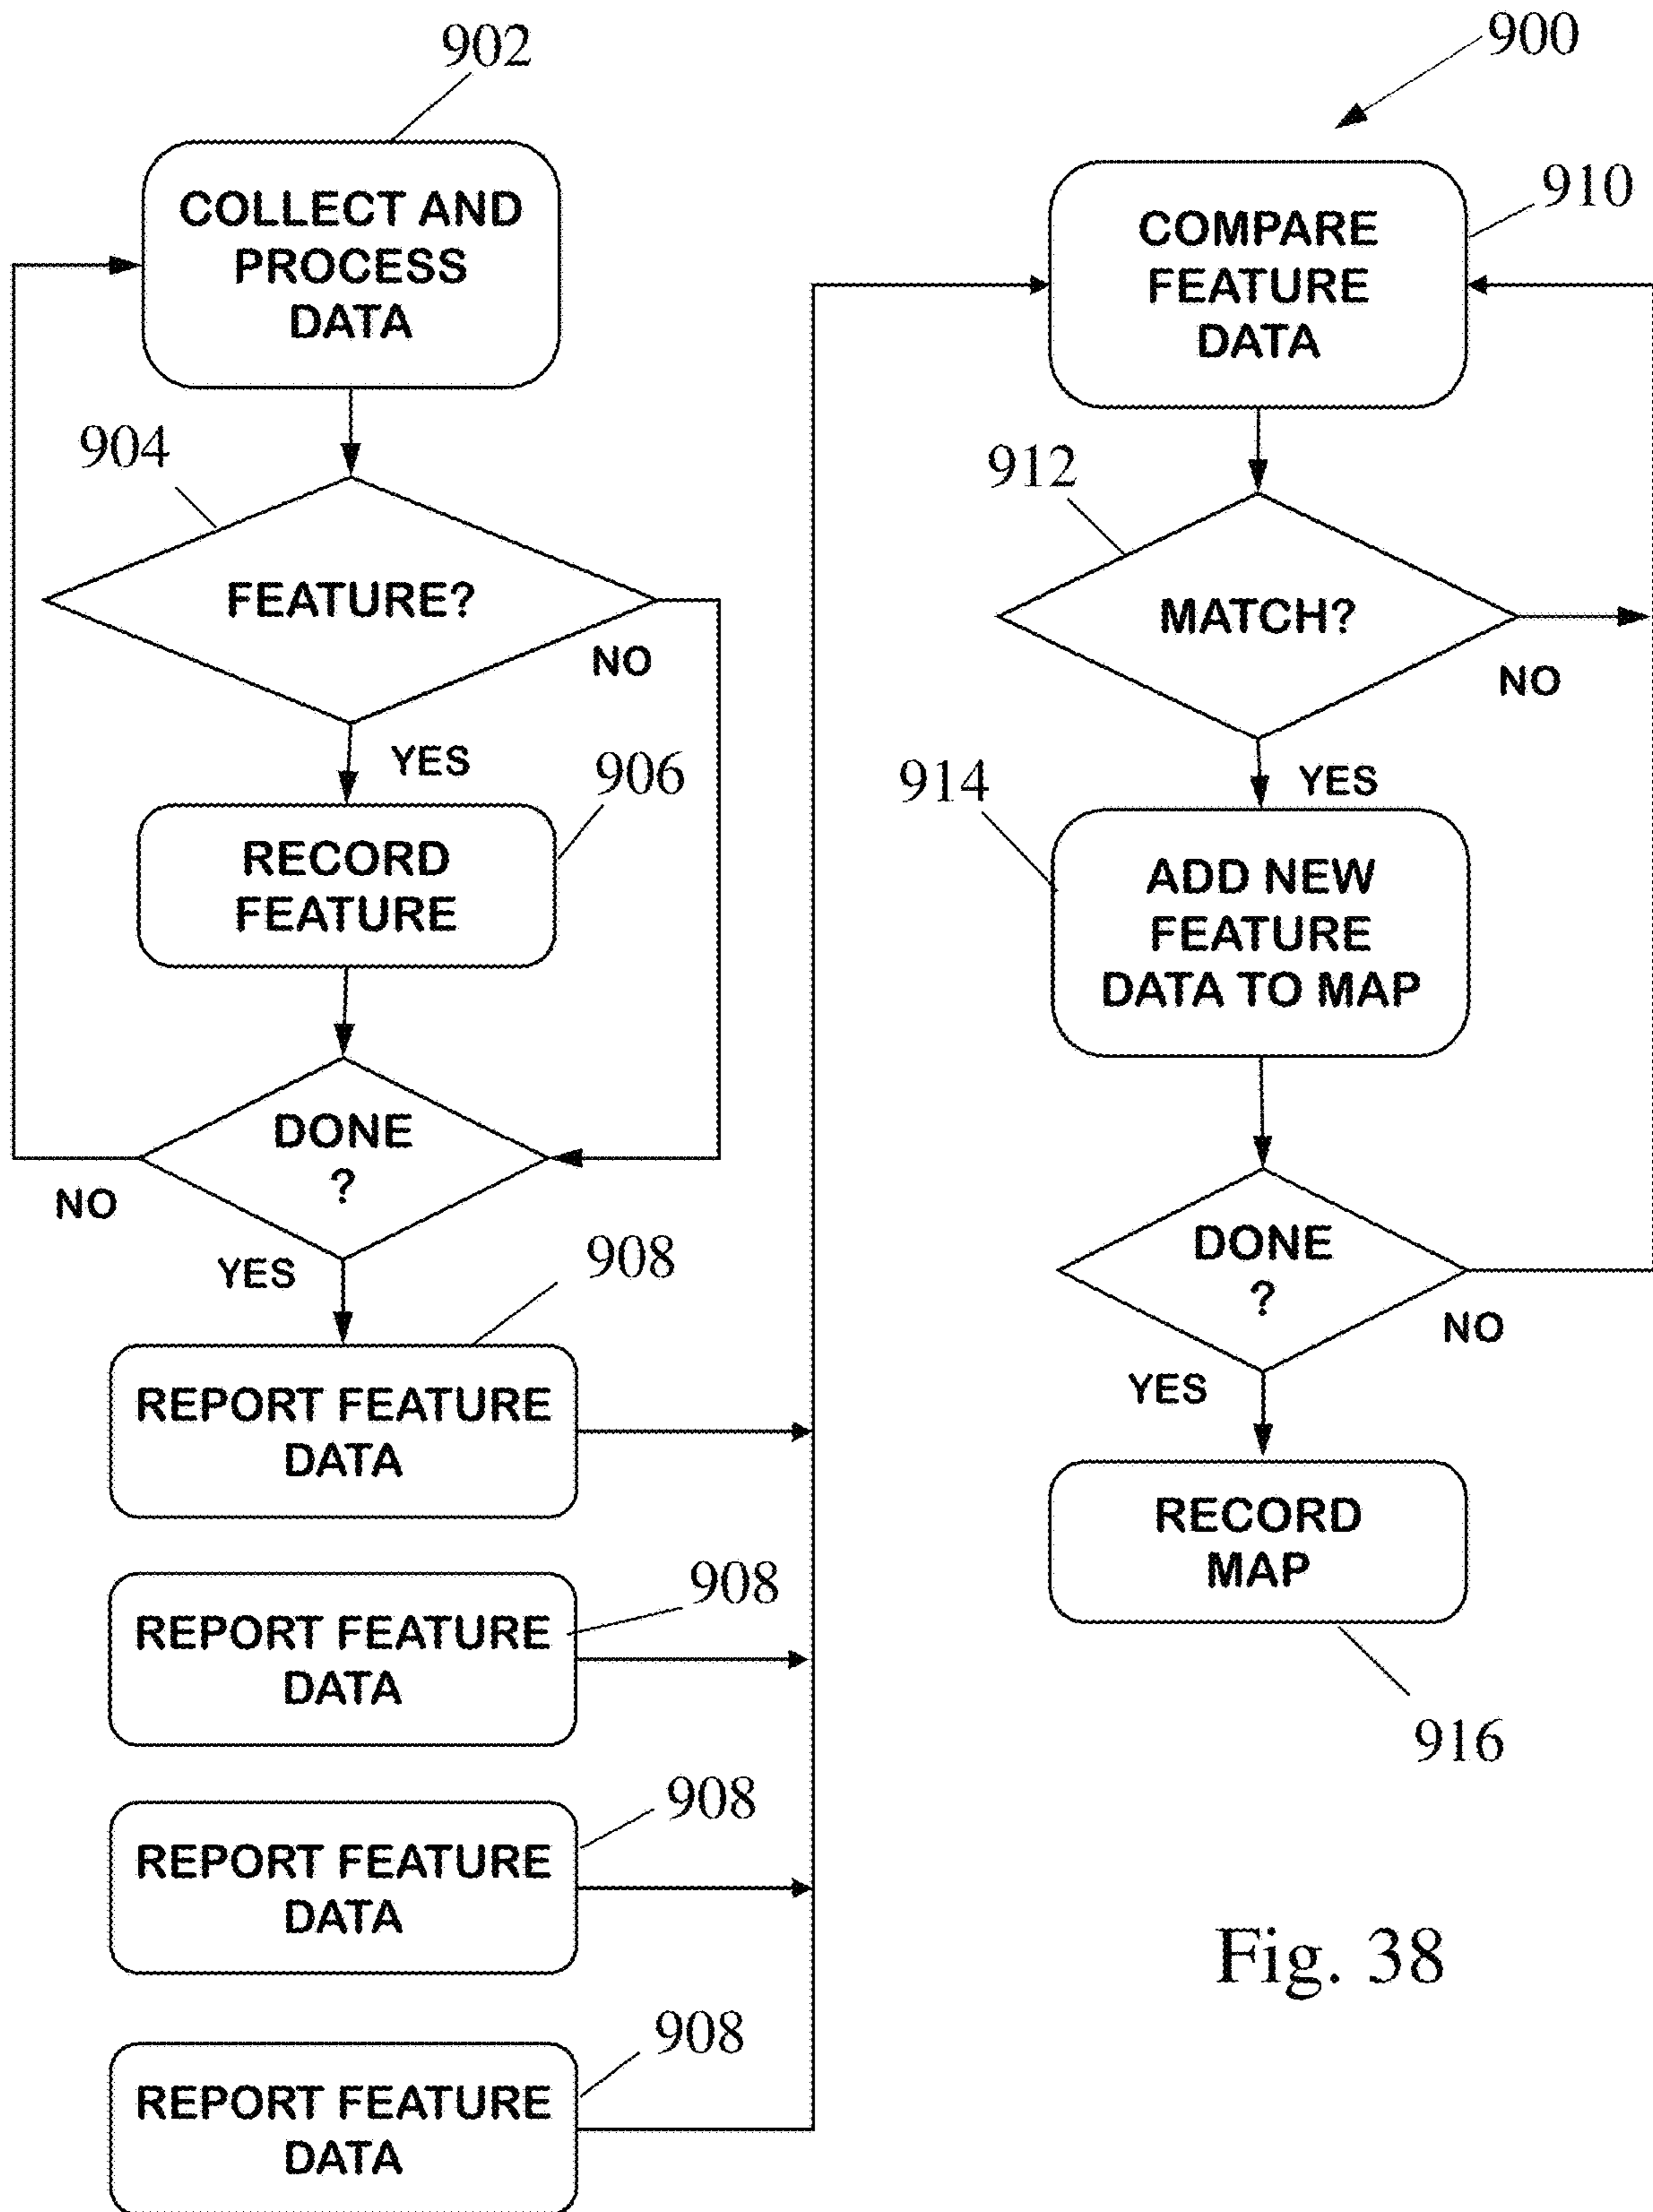 902
COLLECT AND
PROCESS
DATA
904
FEATURE?
NO
YES
906
RECORD
FEATURE
DONE
?
NO
YES
908
REPORT FEATURE
DATA
908
REPORT FEATURE
DATA
908
REPORT FEATURE
DATA
908
REPORT FEATURE
DATA
900
910
COMPARE
FEATURE
DATA
912
MATCH?
NO
YES
914
ADD NEW
FEATURE
DATA TO MAP
DONE
?
NO
YES
RECORD
MAP
916
Fig. 38